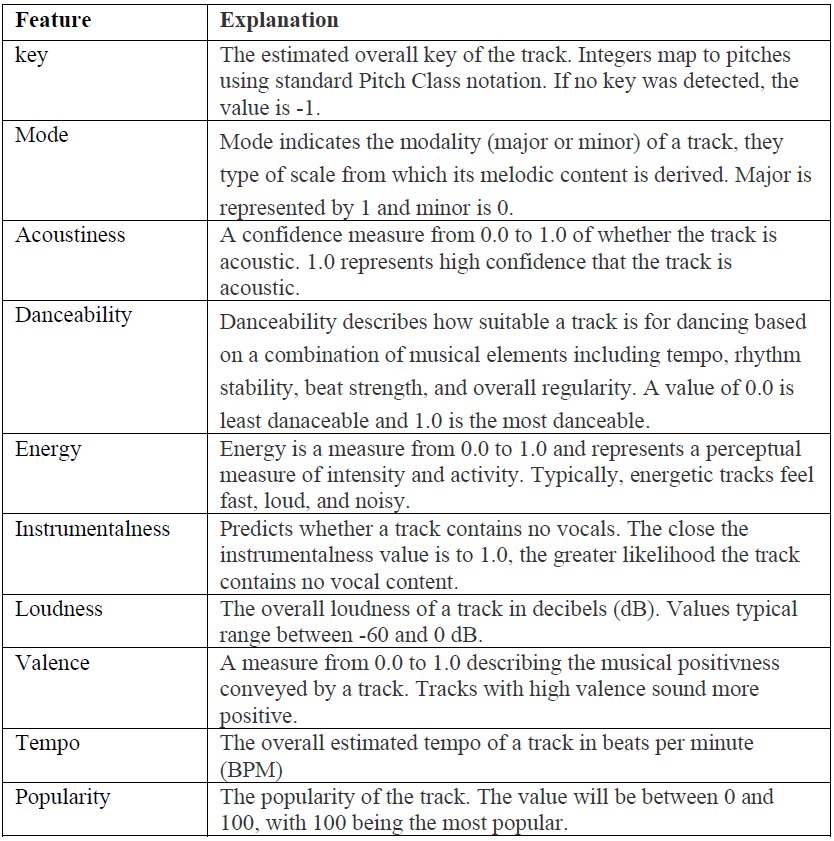 Feature Explanation
key The estimated overall key of the track. Integers map to pitches
using standard Pitch Class notation. If no key was detected, the
value is -1.
Mode Mode indicates the modality (major or minor) of a track, they
type of scale from which its melodic content is derived. Major is
represented by 1 and minor is 0.
Acoustiness A confidence measure from 0.0 to 1.0 of whether the track is
acoustic. 1.0 represents high confidence that the track is
acoustic.
Danceability Danceability describes how suitable a track is for dancing based
on a combination of musical elements including tempo, rhythm
stability, beat strength, and overall regularity. A value of 0.0 is
least danaceable and 1.0 is the most danceable.
Energy Energy is a measure from 0.0 to 1.0 and represents a perceptual
measure of intensity and activity. Typically, energetic tracks feel
fast, loud, and noisy.
Instrumentalness Predicts whether a track contains no vocals. The close the
instrumentalness value is to 1.0, the greater likelihood the track
contains no vocal content.
Loudness The overall loudness of a track in decibels (dB). Values typical
range between -60 and 0 dB.
Valence A measure from 0.0 to 1.0 describing the musical positivness
conveyed by a track. Tracks with high valence sound more
positive.
Tempo The overall estimated tempo of a track in beats per minute
(BPM)
Popularity The popularity of the track. The value will be between 0 and
100, with 100 being the most popular.